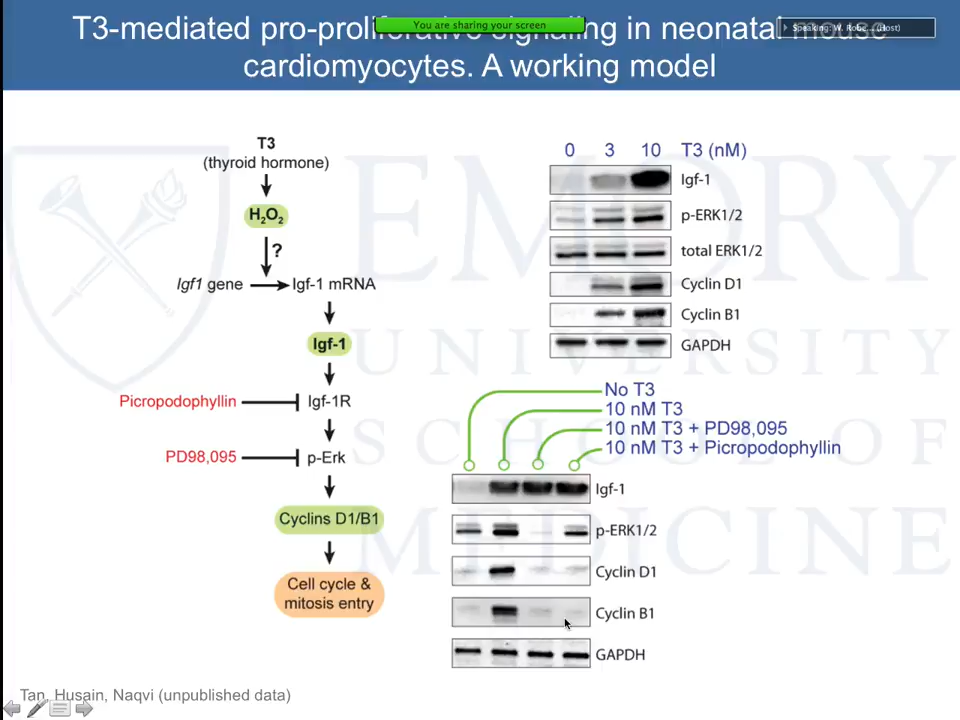 T3-mediated pro-proliferative signaling in neonatal mouse
cardiomyocytes. A working model
You are sharing your screen
Speaking: W. Robe... (Host)
T3
(thyroid hormone)
H₂O₂
?
Igf1 gene
Igf-1 mRNA
Igf-1
Picropodophyllin
Igf-1R
PD98,095
p-Erk
Cyclins D1/B1
Cell cycle &
mitosis entry
0 3 10 T3 (nM)
Igf-1
p-ERK1/2
total ERK1/2
Cyclin D1
Cyclin B1
GAPDH
No T3
10 nM T3
10 nM T3 + PD98,095
10 nM T3 + Picropodophyllin
Igf-1
p-ERK1/2
Cyclin D1
Cyclin B1
GAPDH
EMORY
UNIVERSITY
SCHOOL OF
MEDICINE
Tan, Husain, Naqvi (unpublished data)